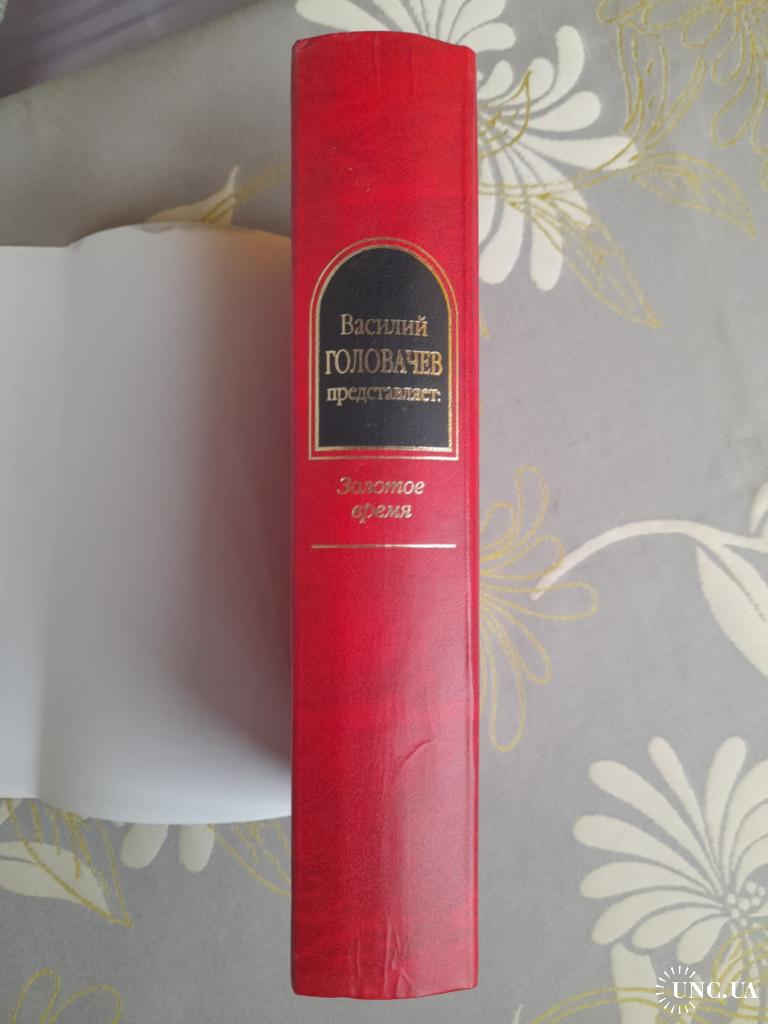 Василий
ГОЛОВАЧЕВ
представляет:
Золотое
время
UNC.UA